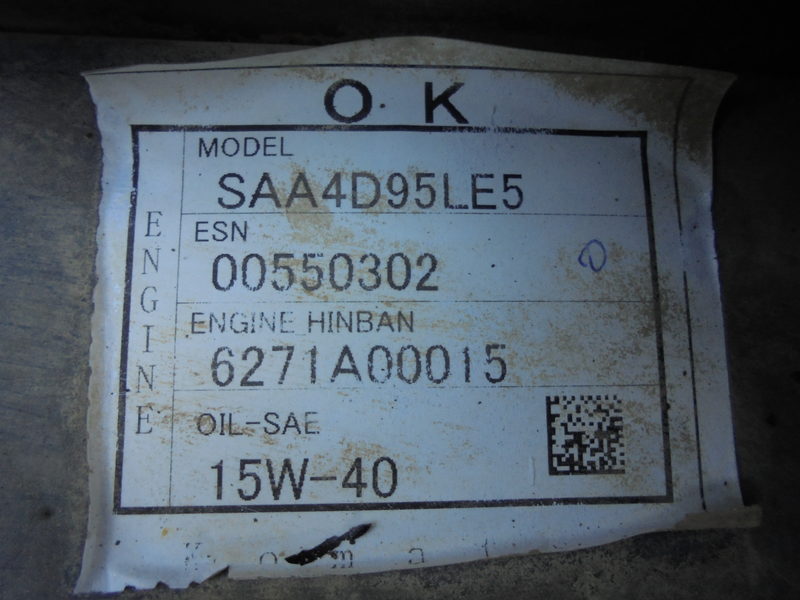 O. K
MODEL
SAA4D95LE5
ESN
00550302
ENGINE HINBAN
6271A00015
OIL-SAE
15W-40
ENGINE